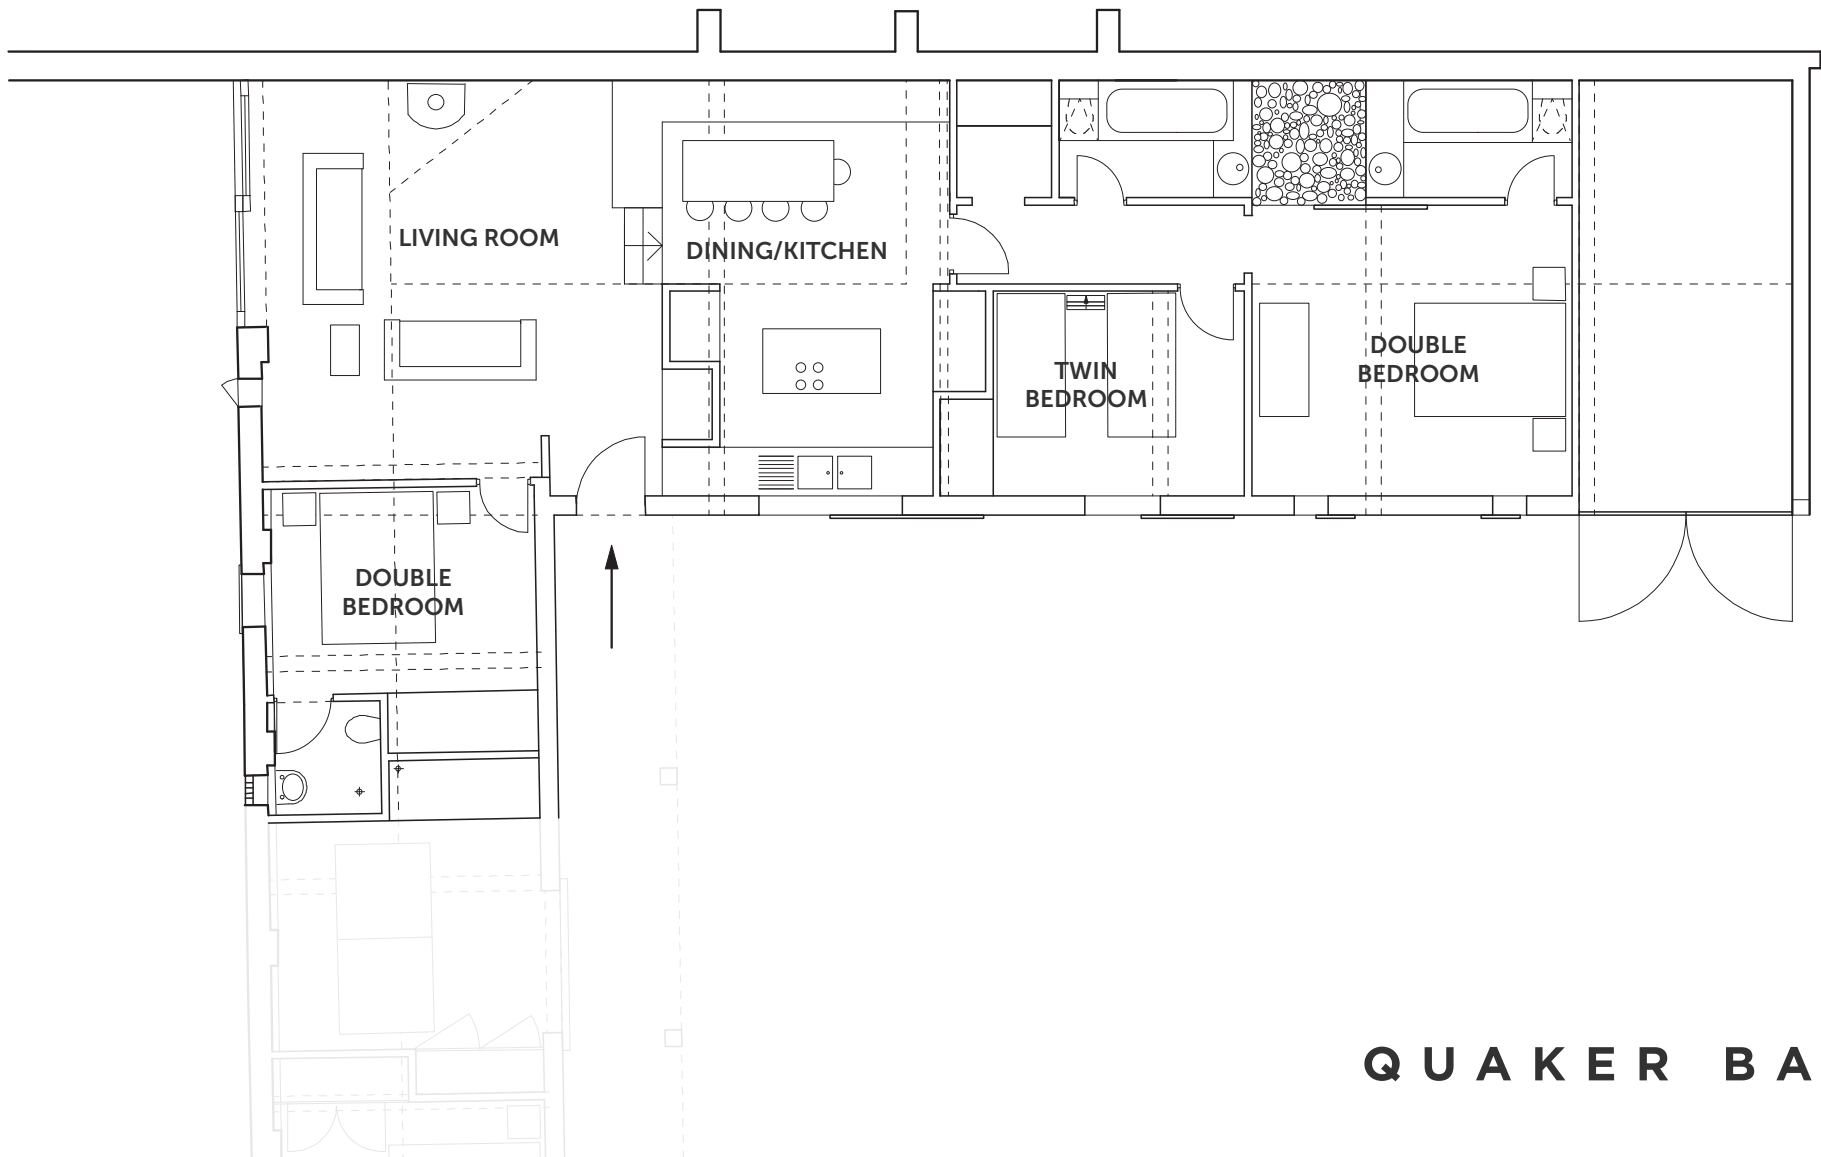 LIVING ROOM
DINING/KITCHEN
TWIN
BEDROOM
DOUBLE
BEDROOM
DOUBLE
BEDROOM
QUAKER BA